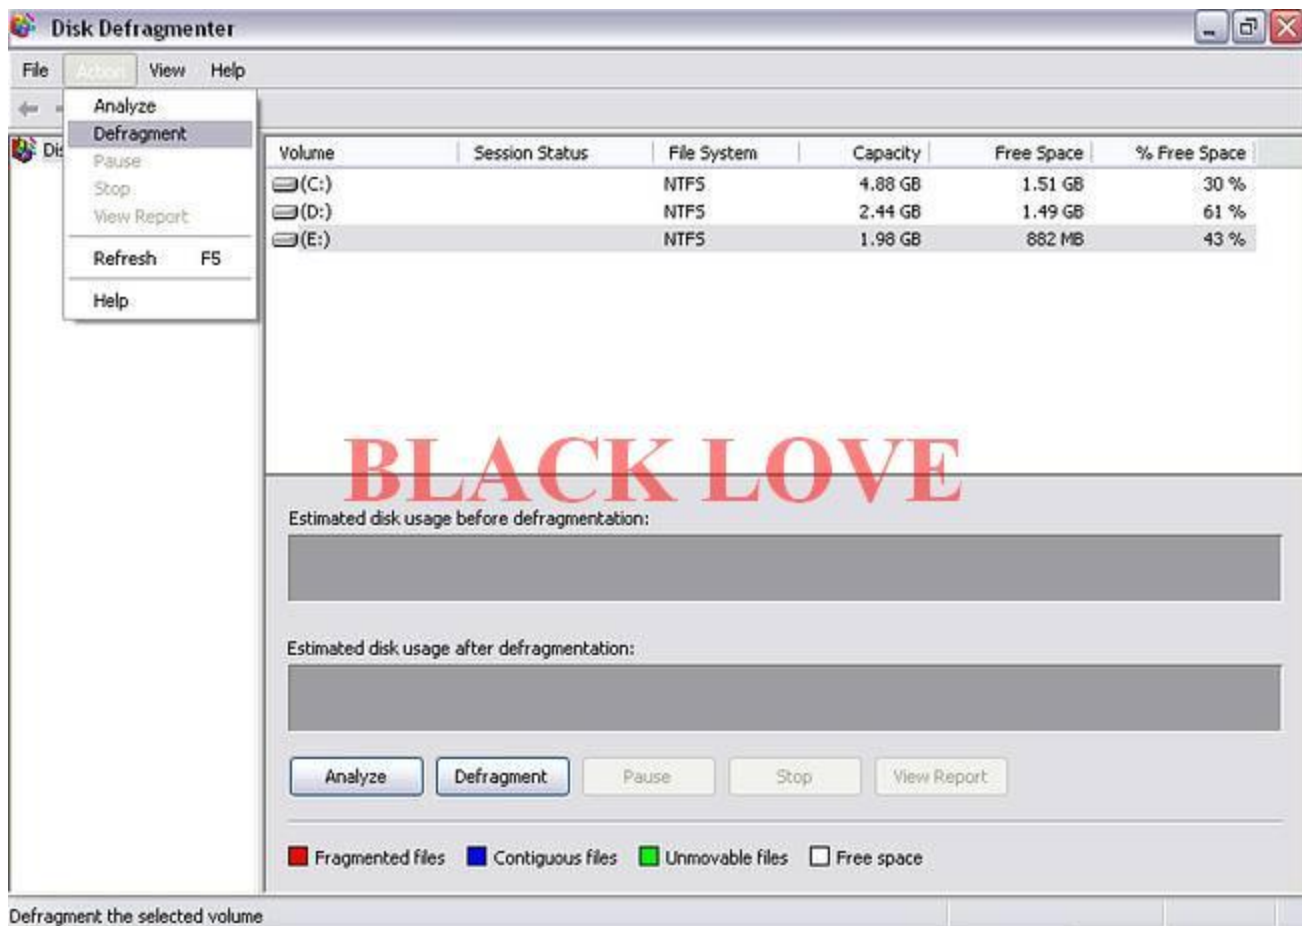 Disk Defragmenter
File Action View Help
Analyze
Defragment
Pause
Stop
View Report
Refresh F5
Help
Volume Session Status File System Capacity Free Space % Free Space
(C:) NTFS 4.88 GB 1.51 GB 30 %
(D:) NTFS 2.44 GB 1.49 GB 61 %
(E:) NTFS 1.98 GB 882 MB 43 %
BLACK LOVE
Estimated disk usage before defragmentation:
Estimated disk usage after defragmentation:
Analyze Defragment Pause Stop View Report
Fragmented files Contiguous files Unmovable files Free space
Defragment the selected volume